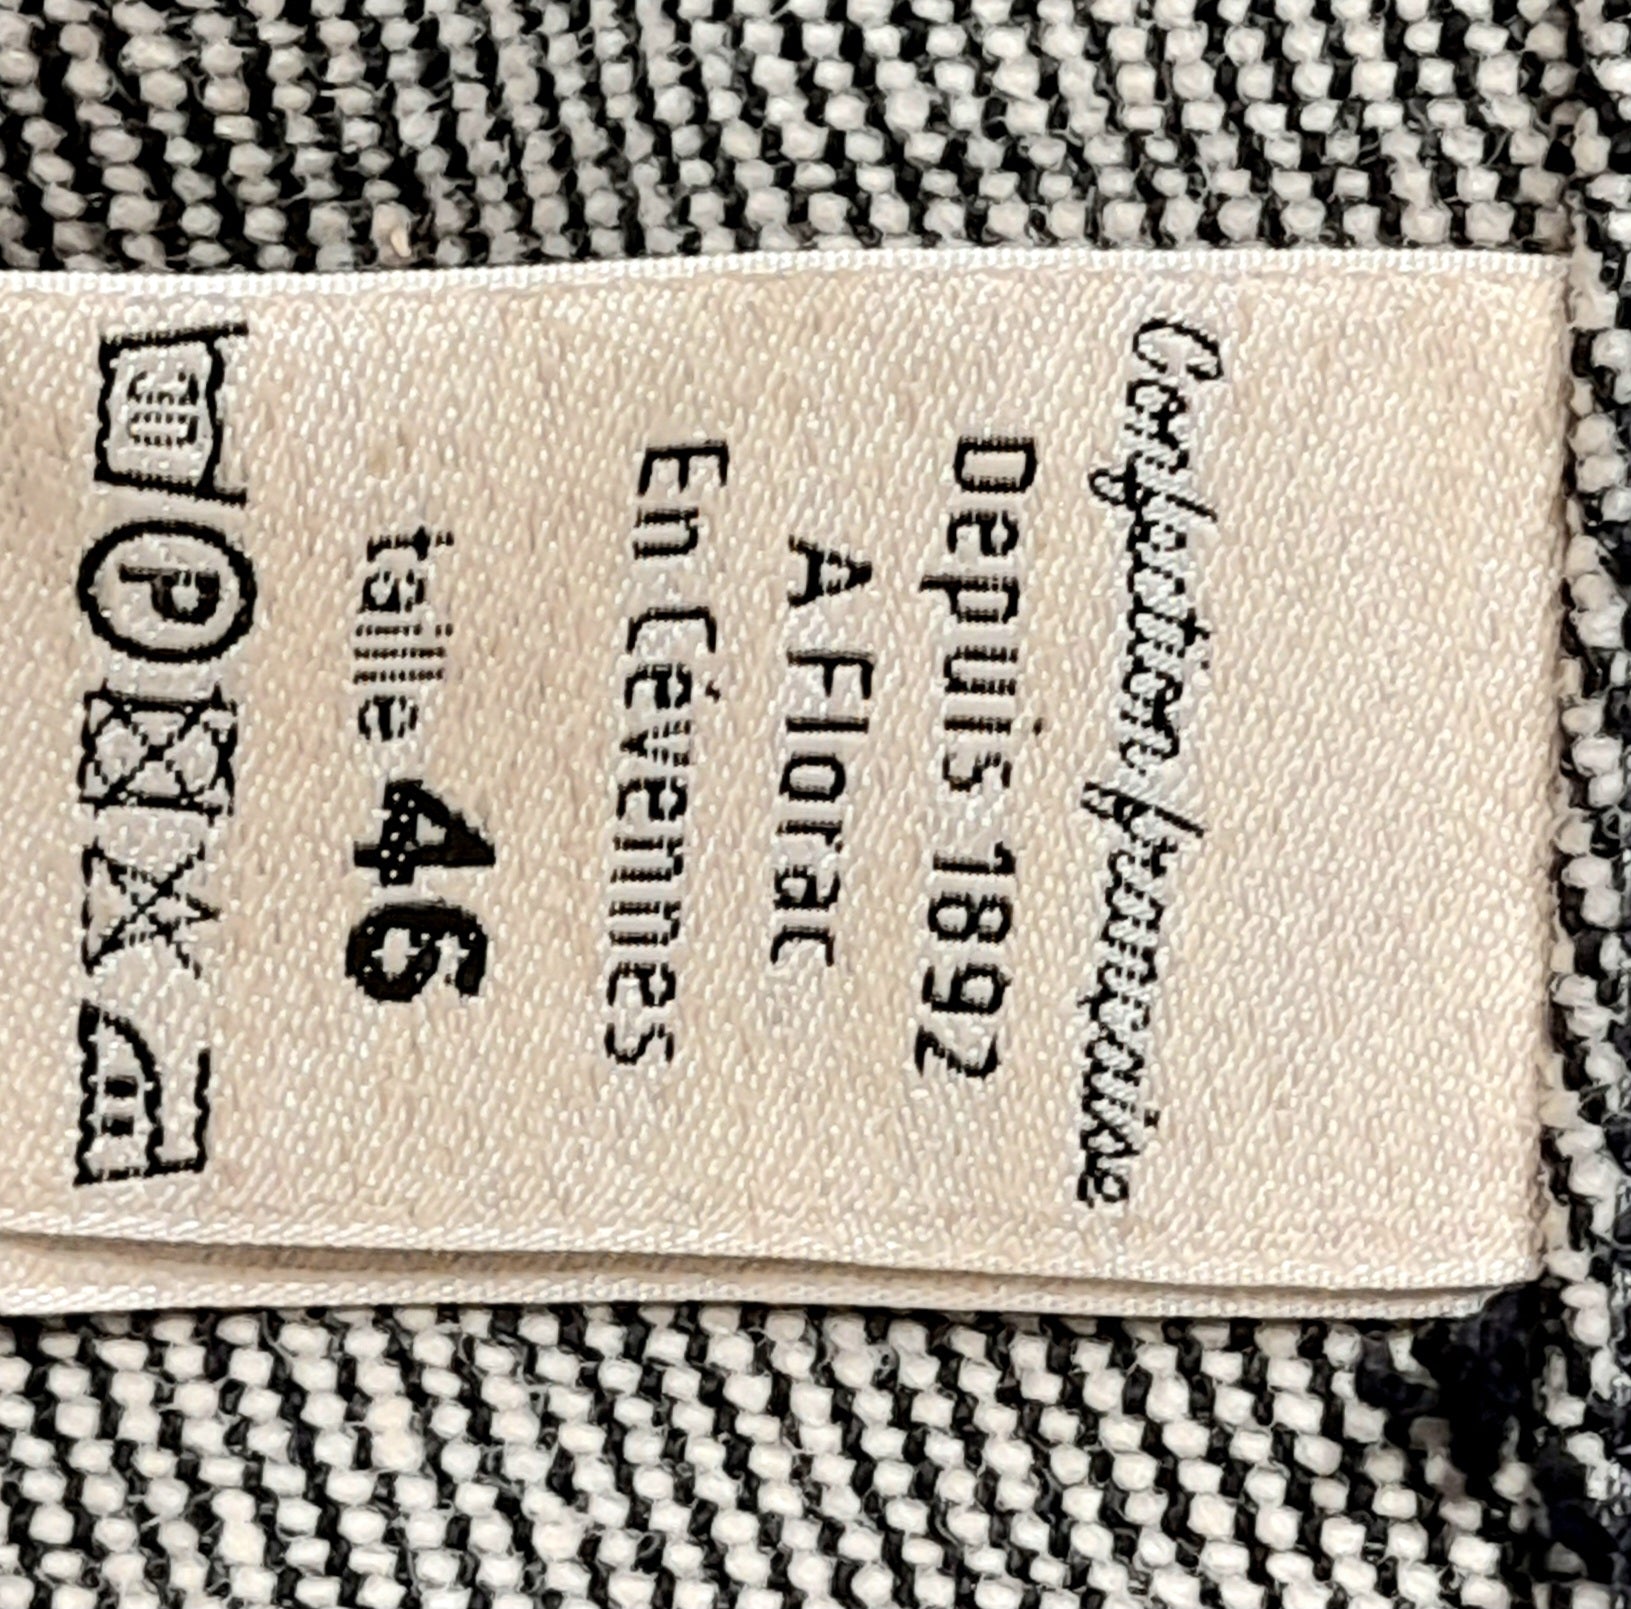 Confection française
Depuis 1892
A Florac
En Cévennes
taille 46
P